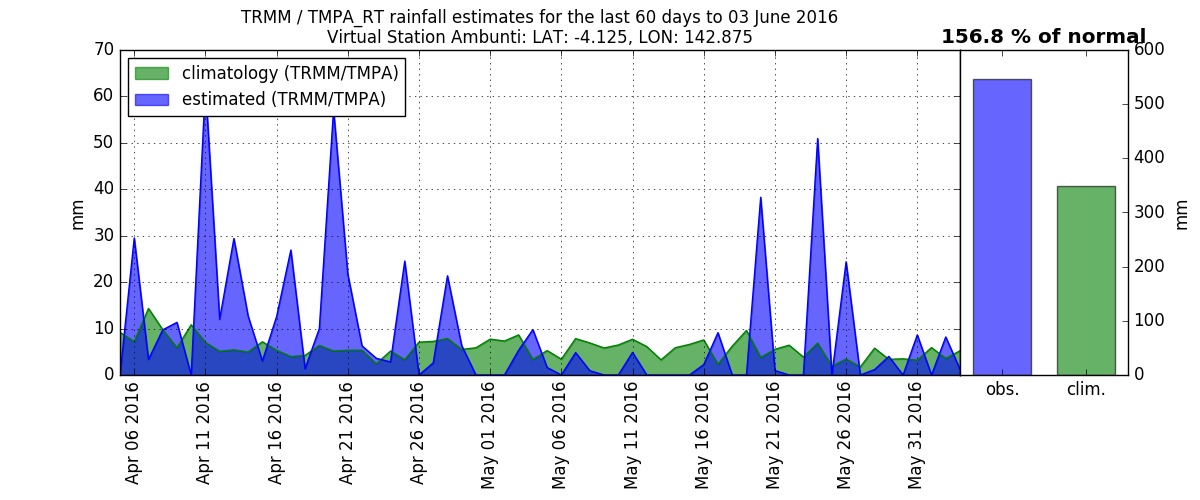 TRMM / TMPA_RT rainfall estimates for the last 60 days to 03 June 2016
Virtual Station Ambunti: LAT: -4.125, LON: 142.875
156.8 % of normal
climatology (TRMM/TMPA)
estimated (TRMM/TMPA)
70
60
50
40
30
20
10
0
mm
Apr 06 2016
Apr 11 2016
Apr 16 2016
Apr 21 2016
Apr 26 2016
May 01 2016
May 06 2016
May 11 2016
May 16 2016
May 21 2016
May 26 2016
May 31 2016
obs.
clim.
600
500
400
300
200
100
0
mm